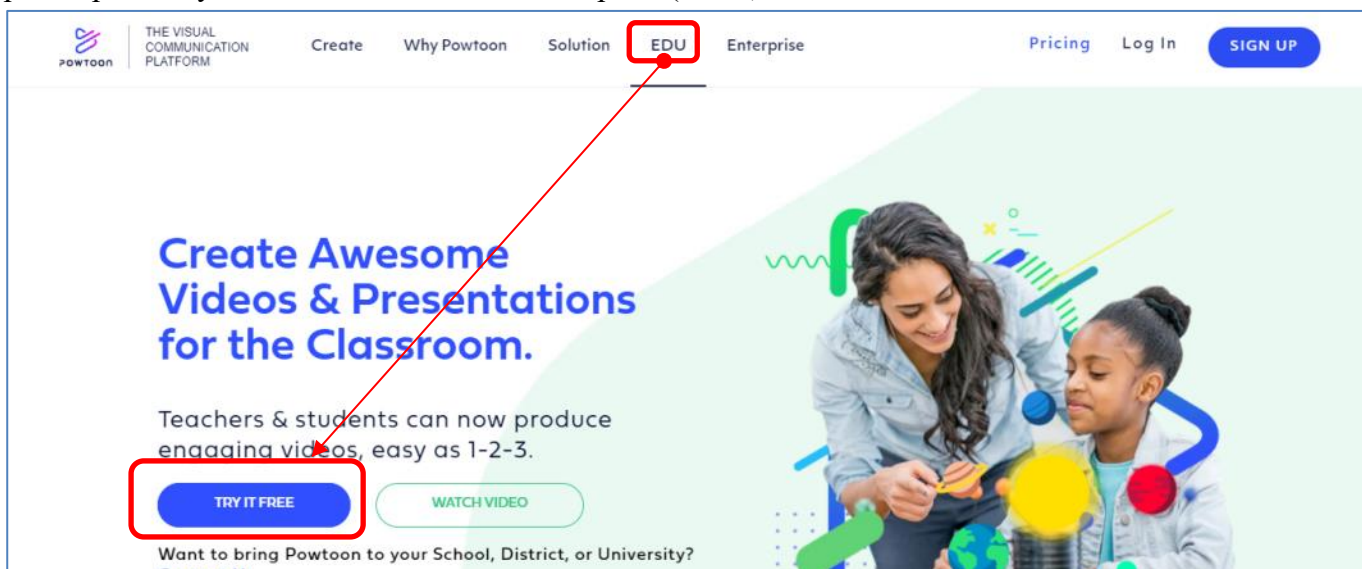 THE VISUAL
COMMUNICATION
PLATFORM
POWTOON
Create Why Powtoon Solution EDU Enterprise Pricing Log In SIGN UP
Create Awesome
Videos & Presentations
for the Classroom.
Teachers & students can now produce
engaging videos, easy as 1-2-3.
TRY IT FREE WATCH VIDEO
Want to bring Powtoon to your School, District, or University?